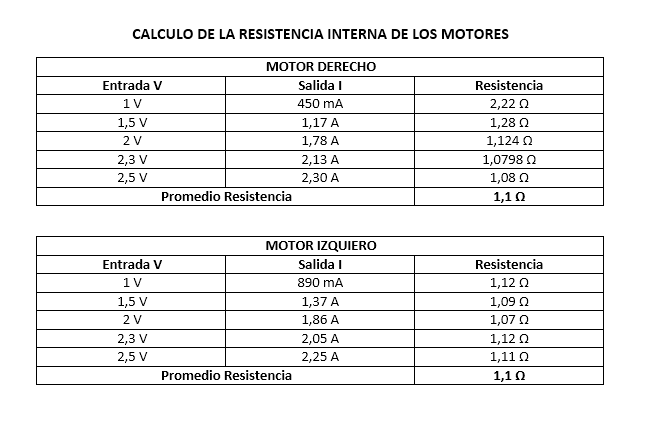 CALCULO DE LA RESISTENCIA INTERNA DE LOS MOTORES
MOTOR DERECHO
Entrada V Salida I Resistencia
1 V 450 mA 2,22 Ω
1,5 V 1,17 A 1,28 Ω
2 V 1,78 A 1,124 Ω
2,3 V 2,13 A 1,0798 Ω
2,5 V 2,30 A 1,08 Ω
Promedio Resistencia 1,1 Ω
MOTOR IZQUIERO
Entrada V Salida I Resistencia
1 V 890 mA 1,12 Ω
1,5 V 1,37 A 1,09 Ω
2 V 1,86 A 1,07 Ω
2,3 V 2,05 A 1,12 Ω
2,5 V 2,25 A 1,11 Ω
Promedio Resistencia 1,1 Ω